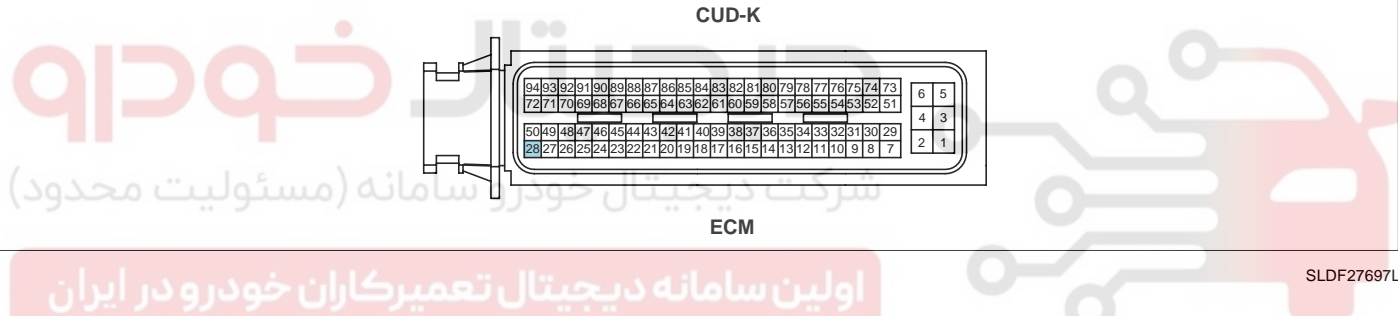 CUD-K
دیجیتال خودرو
94 93 92 91 90 89 88 87 86 85 84 83 82 81 80 79 78 77 76 75 74 73
72 71 70 69 68 67 66 65 64 63 62 61 60 59 58 57 56 55 54 53 52 51
50 49 48 47 46 45 44 43 42 41 40 39 38 37 36 35 34 33 32 31 30 29
28 27 26 25 24 23 22 21 20 19 18 17 16 15 14 13 12 11 10 9 8 7
6 5
4 3
2 1
شرکت دیجیتال خودرو سامانه (مسئولیت محدود)
ECM
اولین سامانه دیجیتال تعمیرکاران خودرو در ایران
SLDF27697L